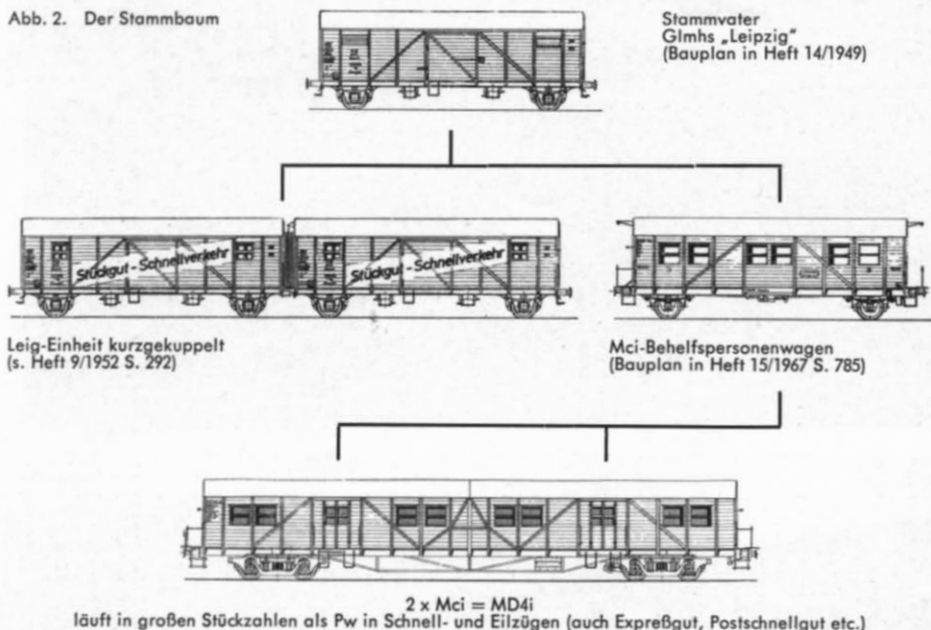 Abb. 2. Der Stammbaum
Stammvater
Glmhs „Leipzig"
(Bauplan in Heft 14/1949)
Stückgut - Schnellverkehr
Stückgut - Schnellverkehr
Leig-Einheit kurzgekuppelt
(s. Heft 9/1952 S. 292)
Mci-Behelfspersonenwagen
(Bauplan in Heft 15/1967 S. 785)
2 x Mci = MD4i
läuft in großen Stückzahlen als Pw in Schnell- und Eilzügen (auch Expreßgut, Postschnellgut etc.)